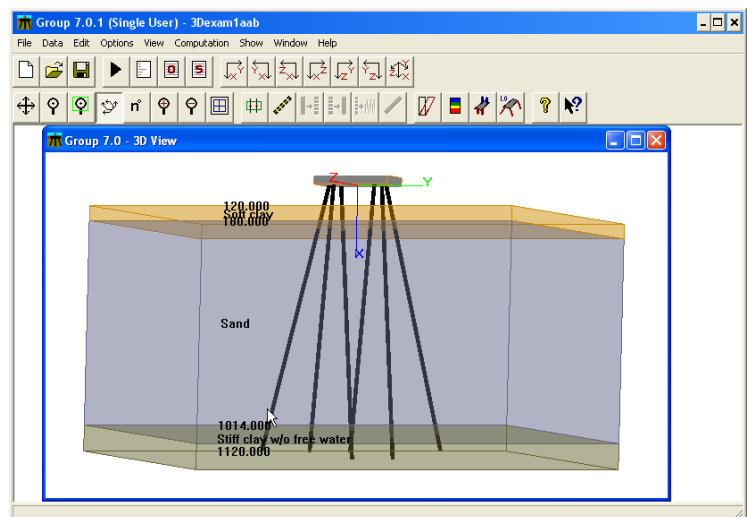 Group 7.0.1 (Single User) - 3Dexam1aab
File Data Edit Options View Computation Show Window Help
Group 7.0 - 3D View
Z
Y
120.000
Soft clay
180.000
X
Sand
1014.000
Stiff clay w/o free water
1120.000